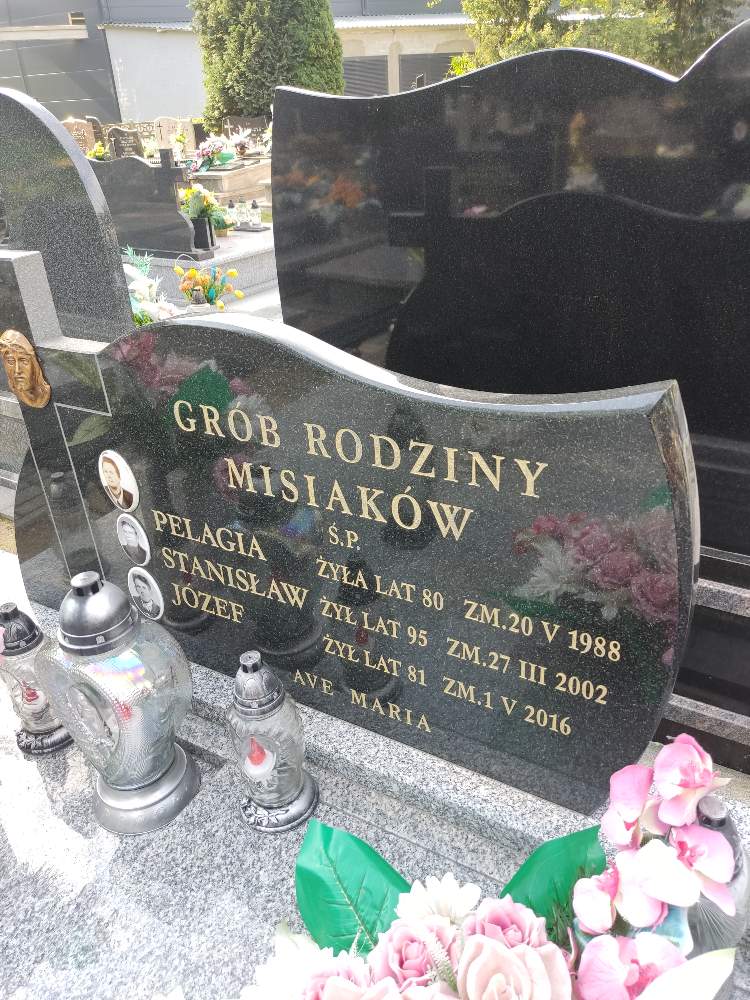 GRÓB RODZINY
MISIAKÓW
Ś.P.
PELAGIA ŻYŁA LAT 80 ZM.20 V 1988
STANISŁAW ŻYŁ LAT 95 ZM.27 III 2002
JÓZEF ŻYŁ LAT 81 ZM.1 V 2016
AVE MARIA